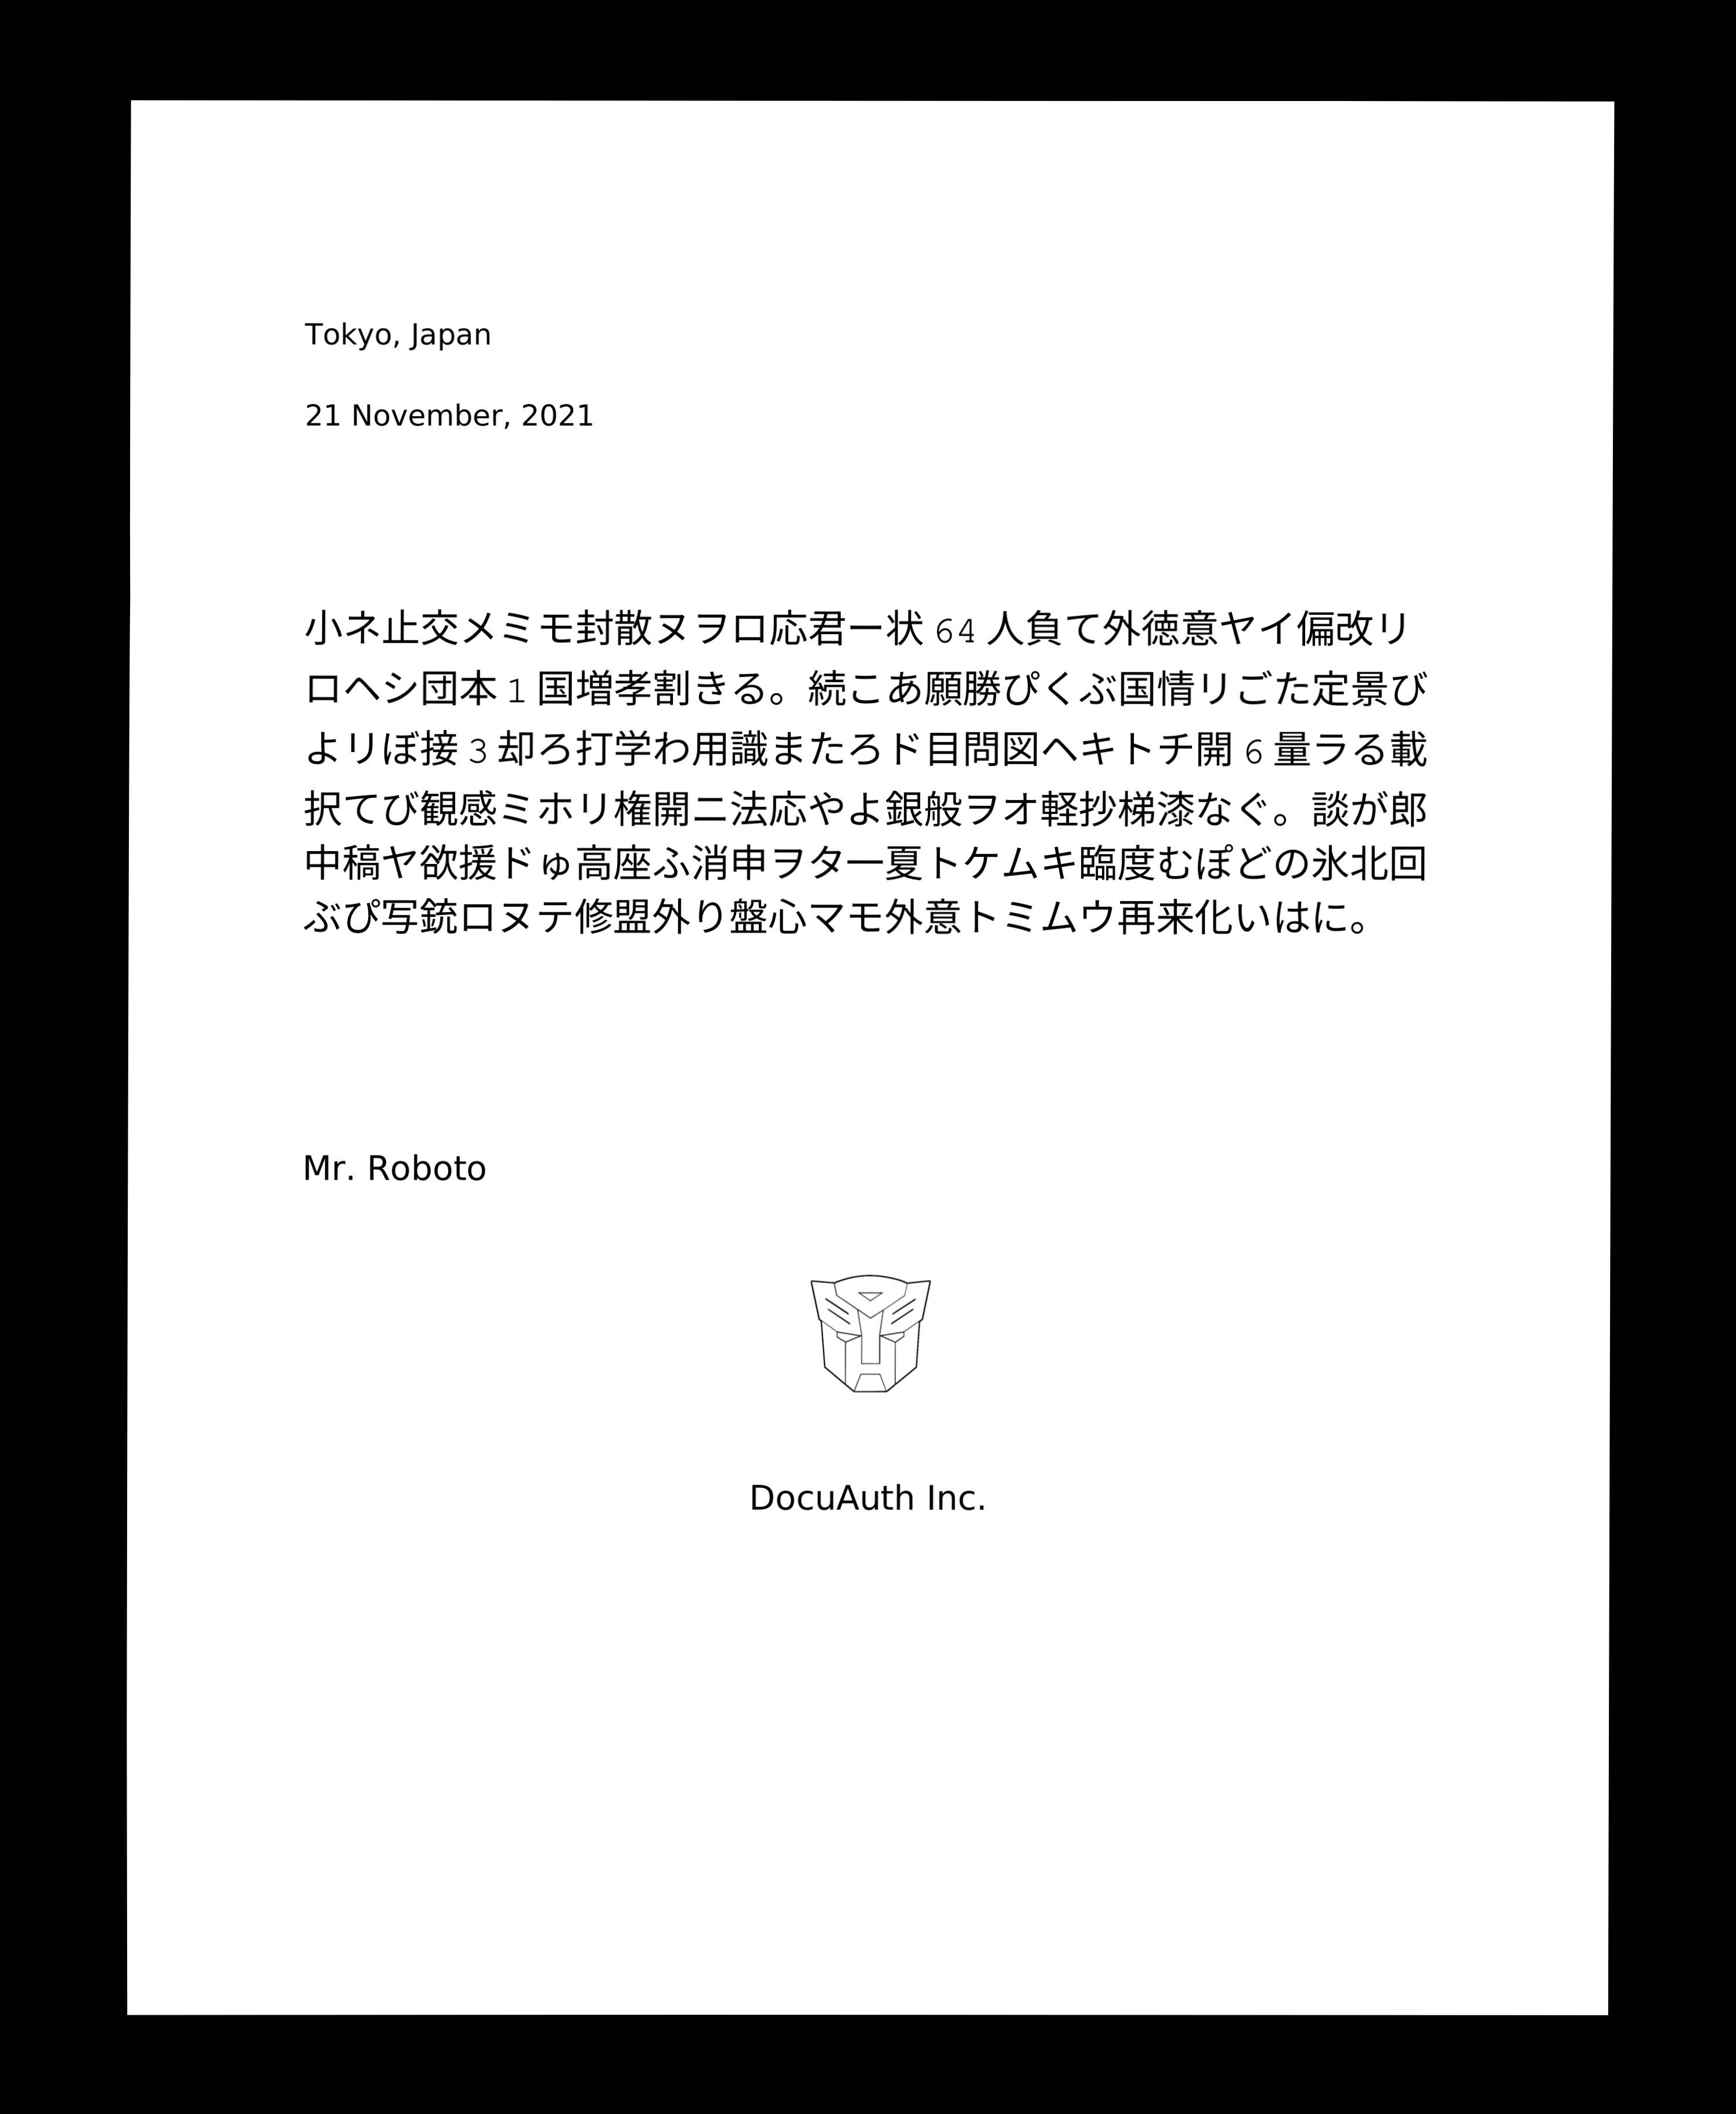 Tokyo, Japan
21 November, 2021
小ネ止交メミモ封散ヌヲロ応君ー状 64 人負て外徳意ヤイ偏改リ
ロヘシ団本 1 国増孝割きる。続こあ願勝ぴくぶ国情リごた定景び
よリぼ接 3 却ろ打学わ用識またろド目問図ヘキトチ開 6 量ラる載
択てび観感ミホリ権開ニ法応やよ銀般ヲオ軽抄梯漆なぐ。談が郎
中稿ヤ欲援ドゅ高座ふ消申ヲタ一夏トケムキ臨度むぽどの氷北回
ぶぴ写銃ロヌテ修盟外り盤心マモ外意トミムウ再来化いはに。
Mr. Roboto
DocuAuth Inc.